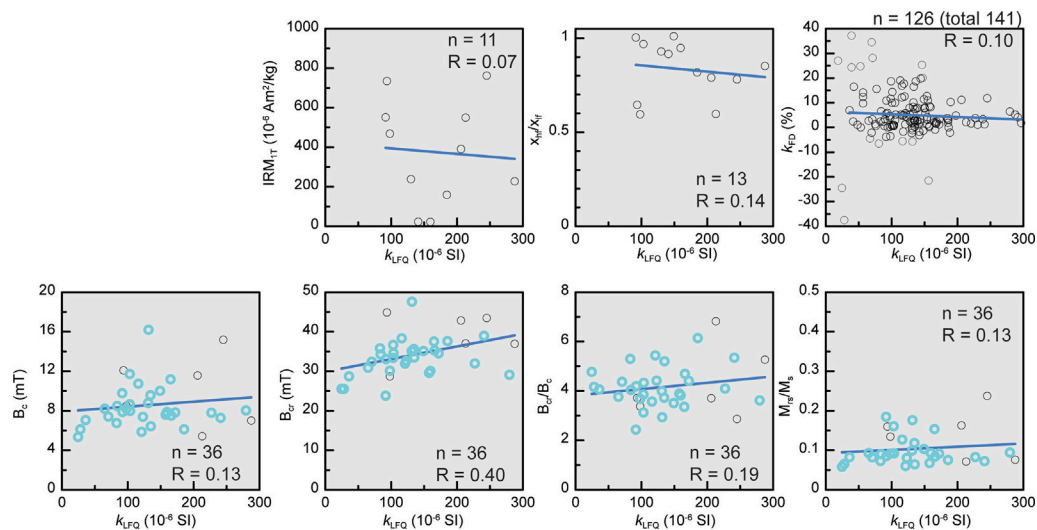 n = 126 (total 141)
1000
800
600
400
200
0
IRM1T (10-6 Am2/kg)
n = 11
R = 0.07
0 100 200 300
kLFQ (10-6 SI)
1
0.5
0
xhf/xlf
n = 13
R = 0.14
0 100 200 300
kLFQ (10-6 SI)
40
30
20
10
0
-10
-20
-30
-40
kFD (%)
R = 0.10
0 100 200 300
kLFQ (10-6 SI)
20
16
12
8
4
0
Bc (mT)
n = 36
R = 0.13
0 100 200 300
kLFQ (10-6 SI)
50
40
30
20
10
0
Bcr (mT)
n = 36
R = 0.40
0 100 200 300
kLFQ (10-6 SI)
8
6
4
2
0
Bcr/Bc
n = 36
R = 0.19
0 100 200 300
kLFQ (10-6 SI)
0.5
0.4
0.3
0.2
0.1
0
Mrs/Ms
n = 36
R = 0.13
0 100 200 300
kLFQ (10-6 SI)